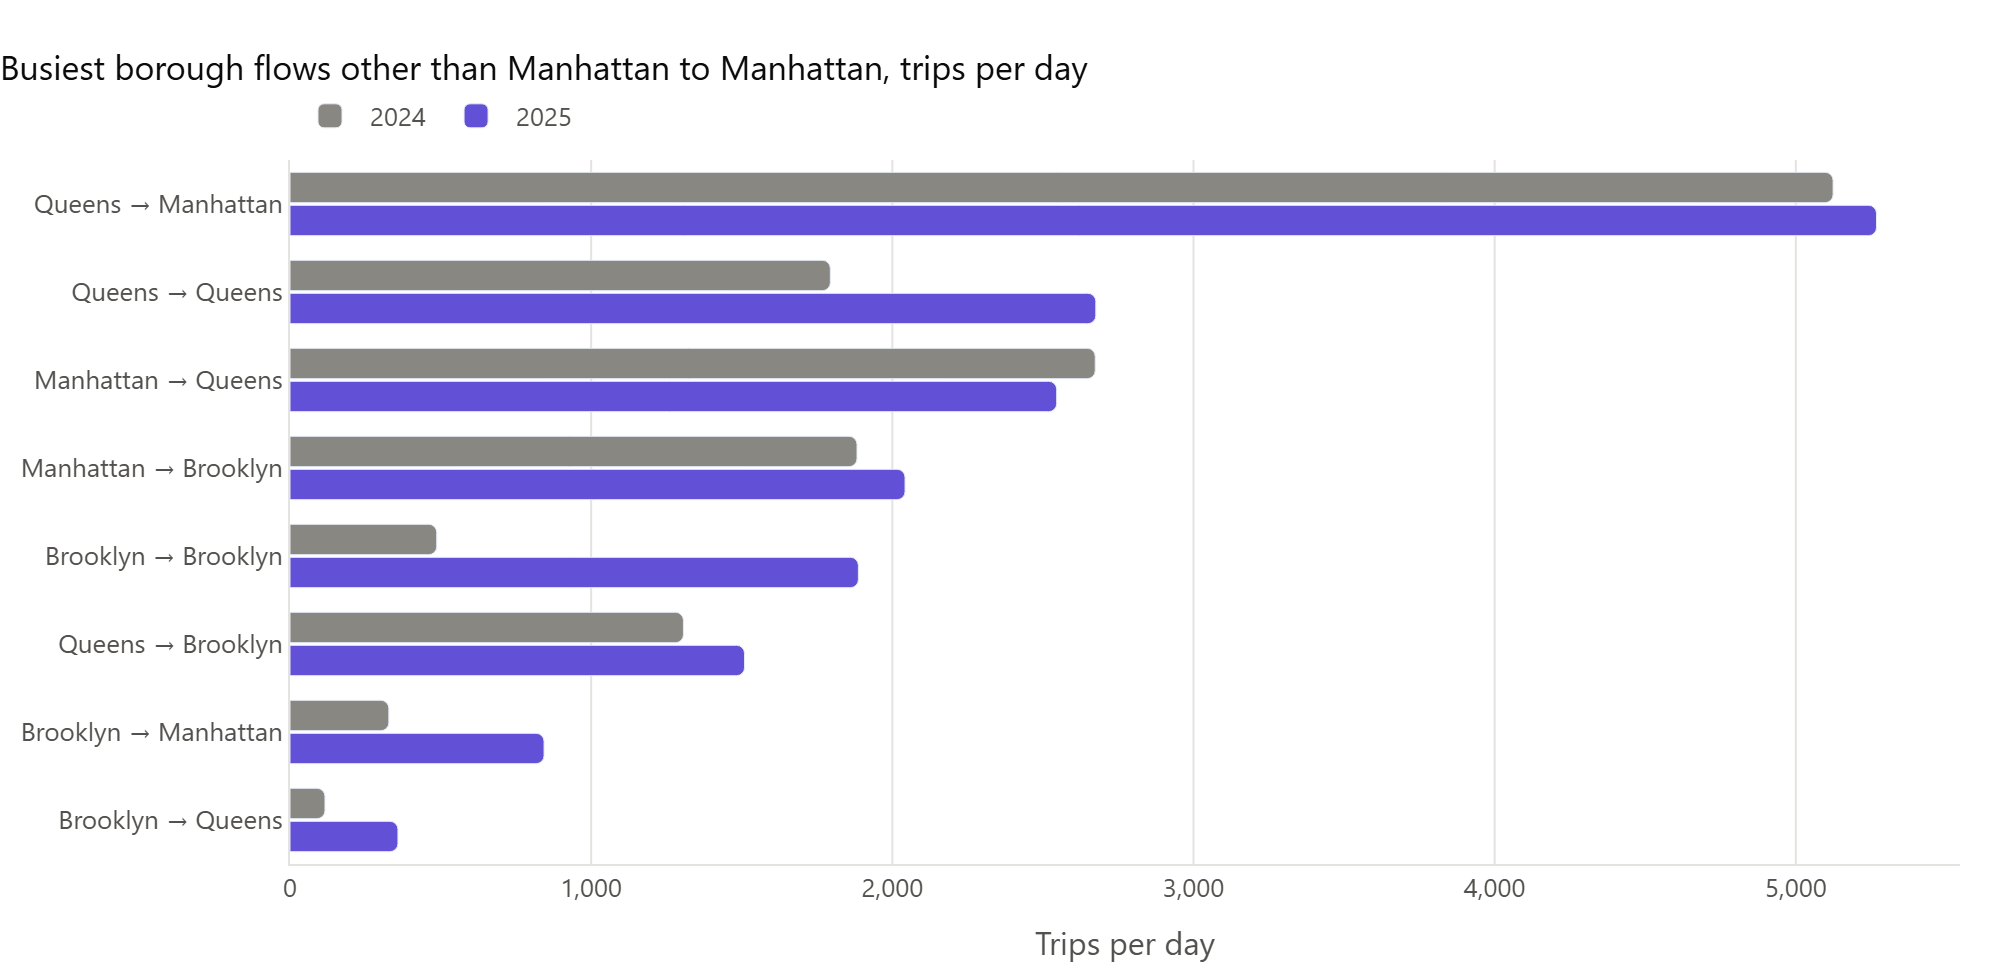 Busiest borough flows other than Manhattan to Manhattan, trips per day
2024 2025
Queens → Manhattan
Queens → Queens
Manhattan → Queens
Manhattan → Brooklyn
Brooklyn → Brooklyn
Queens → Brooklyn
Brooklyn → Manhattan
Brooklyn → Queens
0 1,000 2,000 3,000 4,000 5,000
Trips per day